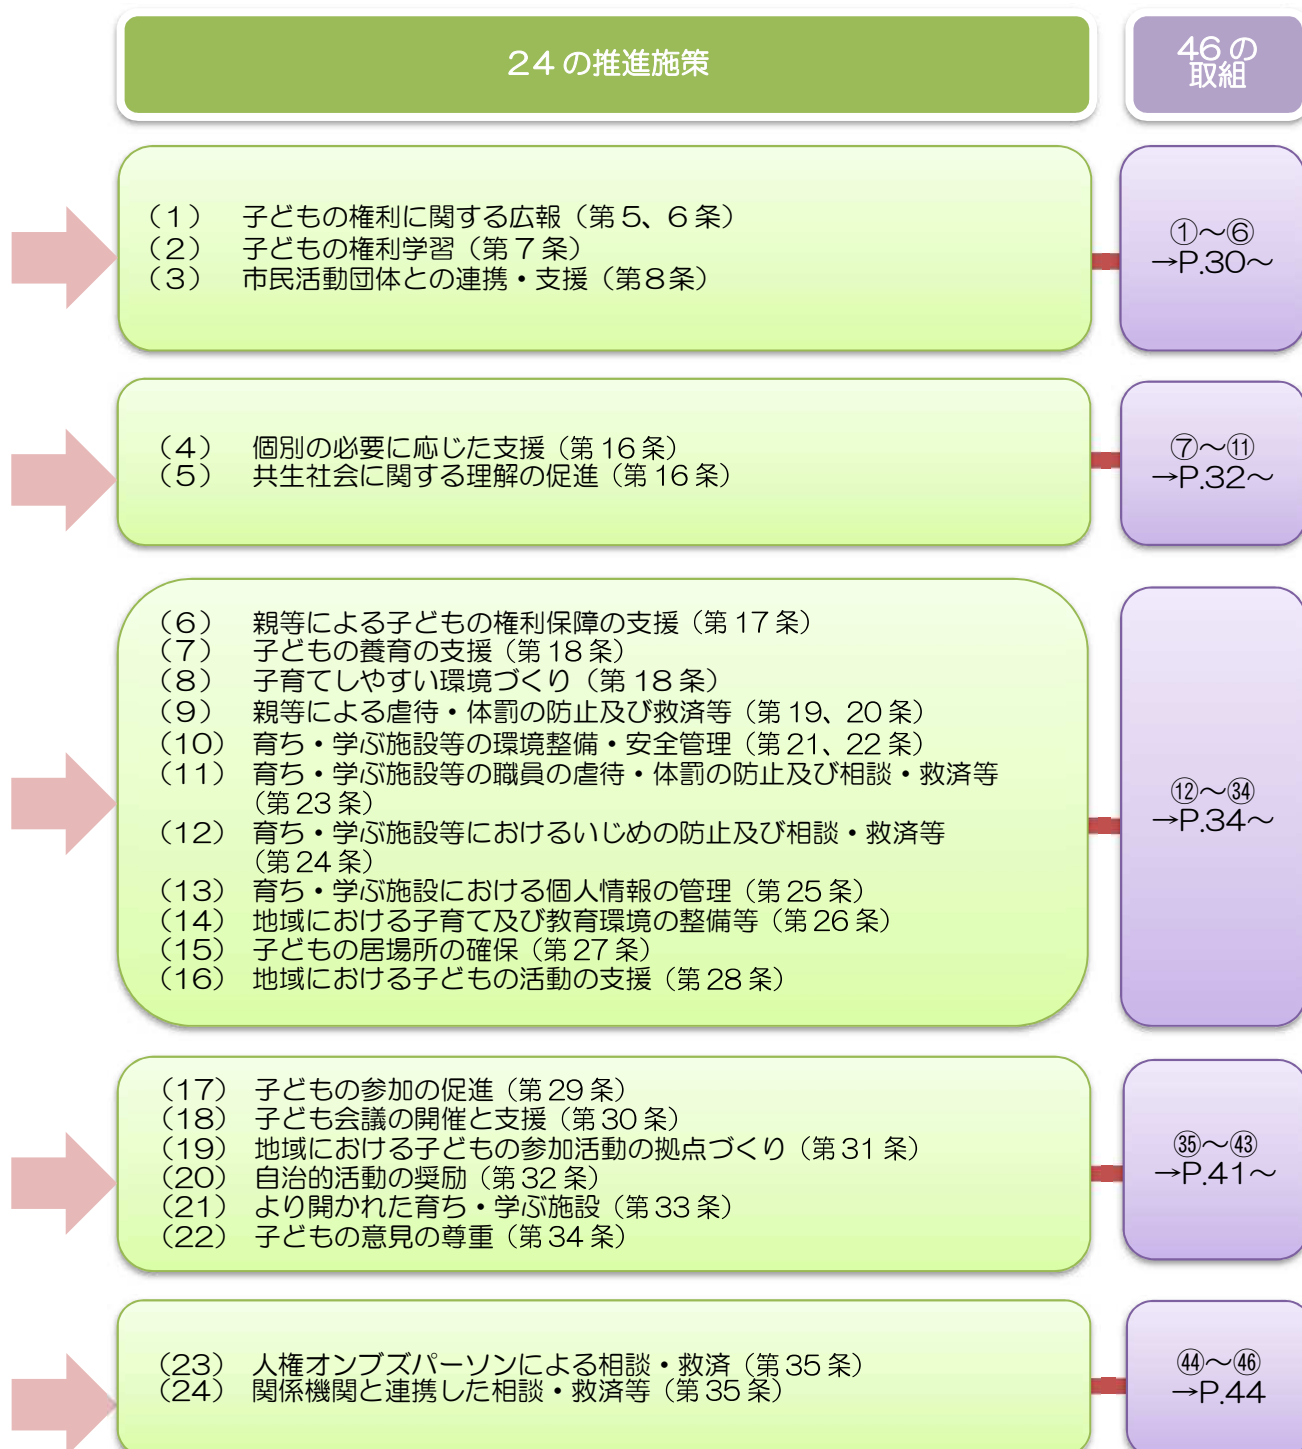 24の推進施策
46の
取組
（1） 子どもの権利に関する広報（第5、6条）
（2） 子どもの権利学習（第7条）
（3） 市民活動団体との連携・支援（第8条）
①～⑥
→P.30～
（4） 個別の必要に応じた支援（第16条）
（5） 共生社会に関する理解の促進（第16条）
⑦～⑪
→P.32～
（6） 親等による子どもの権利保障の支援（第17条）
（7） 子どもの養育の支援（第18条）
（8） 子育てしやすい環境づくり（第18条）
（9） 親等による虐待・体罰の防止及び救済等（第19、20条）
（10） 育ち・学ぶ施設等の環境整備・安全管理（第21、22条）
（11） 育ち・学ぶ施設等の職員の虐待・体罰の防止及び相談・救済等
（第23条）
（12） 育ち・学ぶ施設等におけるいじめの防止及び相談・救済等
（第24条）
（13） 育ち・学ぶ施設における個人情報の管理（第25条）
（14） 地域における子育て及び教育環境の整備等（第26条）
（15） 子どもの居場所の確保（第27条）
（16） 地域における子どもの活動の支援（第28条）
⑫～㉞
→P.34～
（17） 子どもの参加の促進（第29条）
（18） 子ども会議の開催と支援（第30条）
（19） 地域における子どもの参加活動の拠点づくり（第31条）
（20） 自治的活動の奨励（第32条）
（21） より開かれた育ち・学ぶ施設（第33条）
（22） 子どもの意見の尊重（第34条）
㉟～㊸
→P.41～
（23） 人権オンブズパーソンによる相談・救済（第35条）
（24） 関係機関と連携した相談・救済等（第35条）
㊹～㊻
→P.44